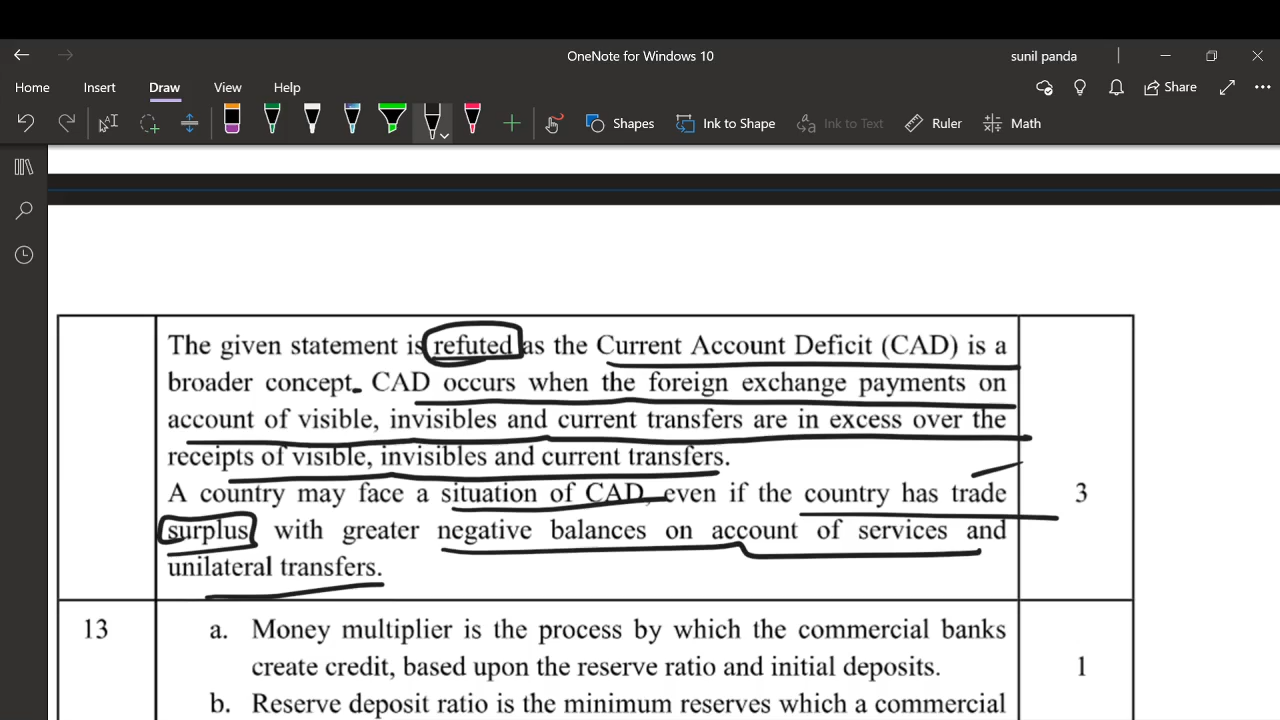 OneNote for Windows 10
sunil panda
Home Insert Draw View Help
Share
Shapes Ink to Shape Ink to Text Ruler Math
The given statement is refuted as the Current Account Deficit (CAD) is a
broader concept. CAD occurs when the foreign exchange payments on
account of visible, invisibles and current transfers are in excess over the
receipts of visible, invisibles and current transfers.
A country may face a situation of CAD, even if the country has trade
surplus with greater negative balances on account of services and
unilateral transfers.
3
13
a. Money multiplier is the process by which the commercial banks
create credit, based upon the reserve ratio and initial deposits.
1
b. Reserve deposit ratio is the minimum reserves which a commercial